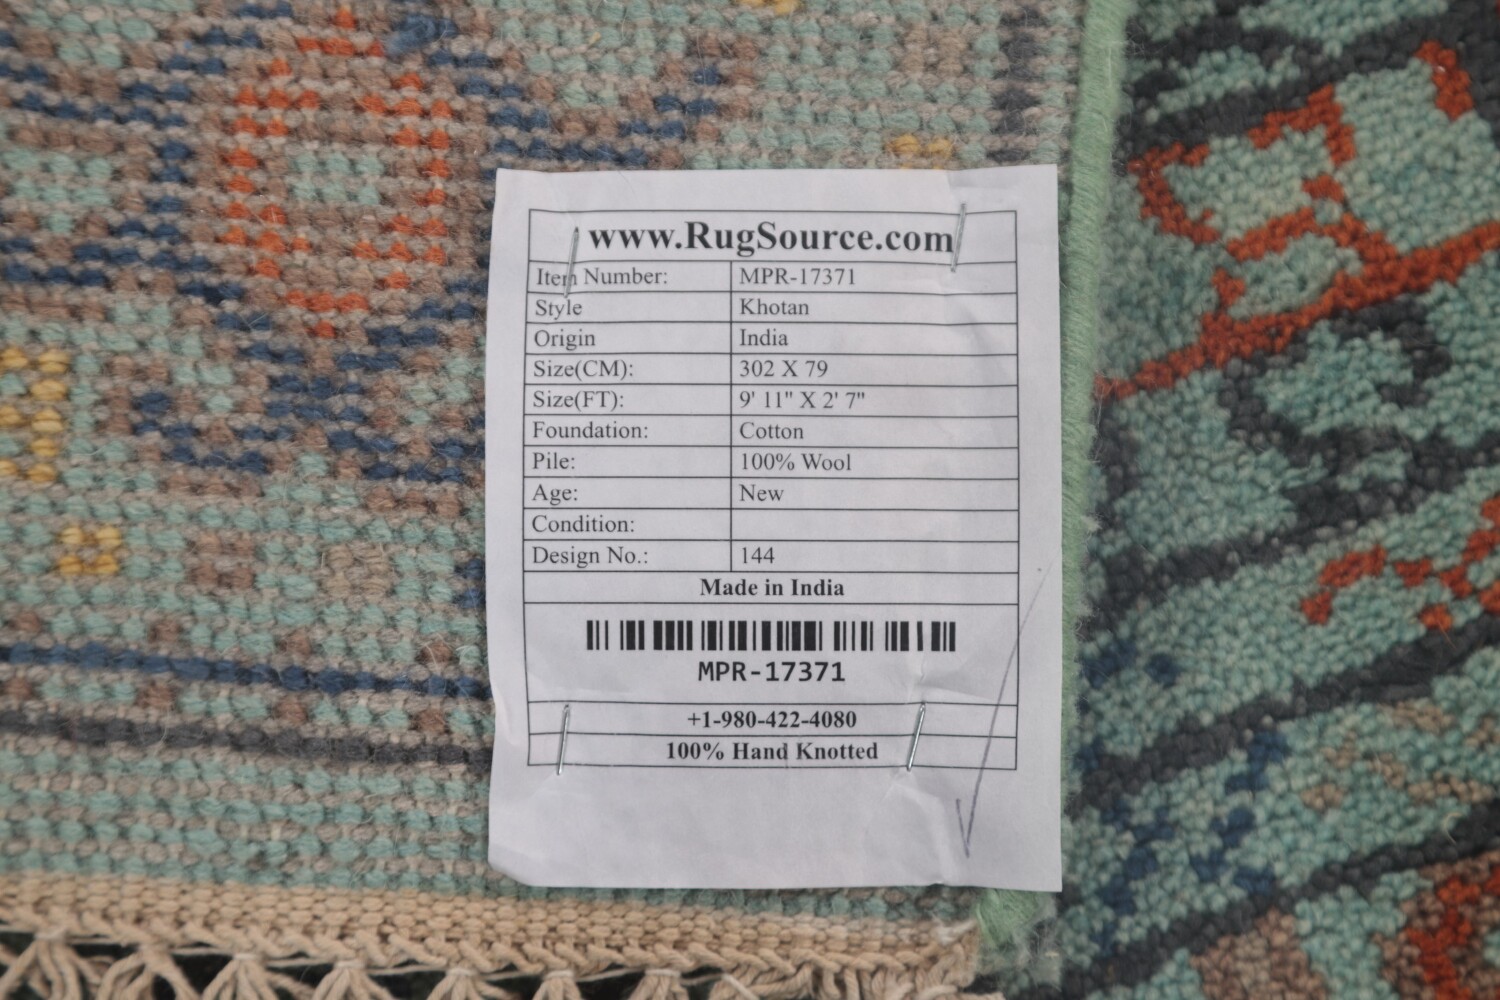 www.RugSource.com
Item Number: MPR-17371
Style Khotan
Origin India
Size(CM): 302 X 79
Size(FT): 9' 11" X 2' 7"
Foundation: Cotton
Pile: 100% Wool
Age: New
Condition:
Design No.: 144
Made in India
MPR-17371
+1-980-422-4080
100% Hand Knotted